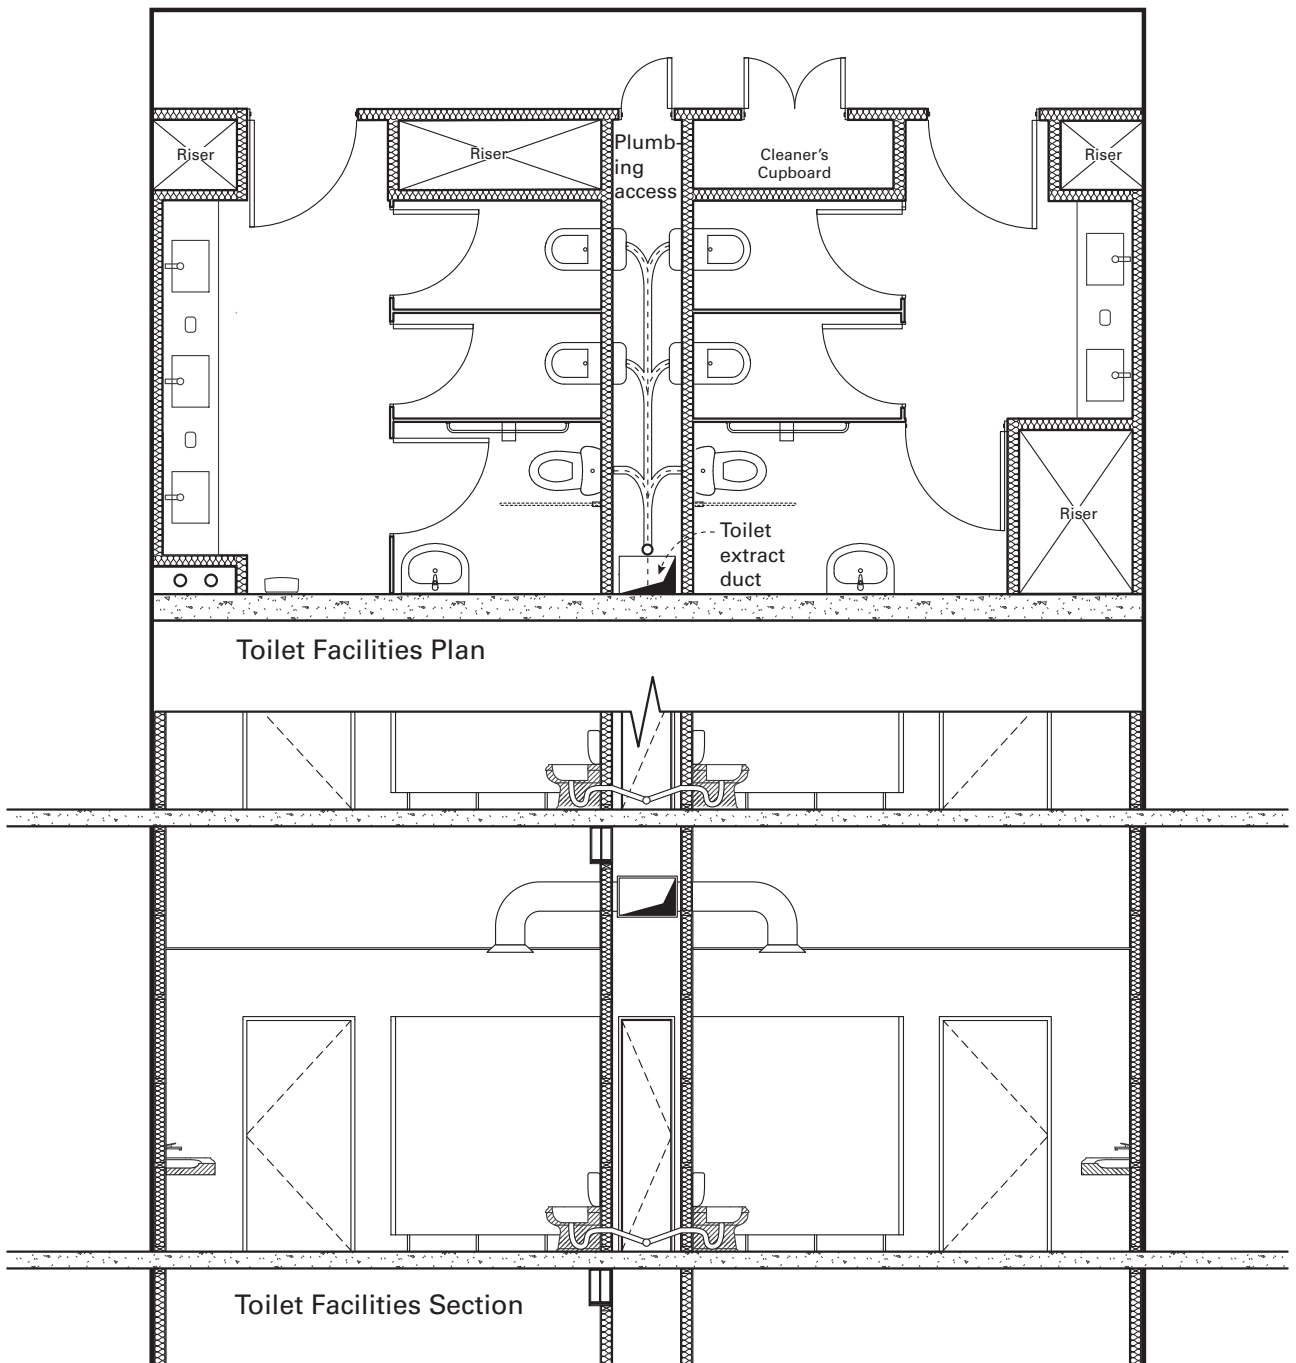 Riser
Riser
Plumb-
ing
access
Cleaner's
Cupboard
Riser
Riser
Toilet
extract
duct
Toilet Facilities Plan
Toilet Facilities Section